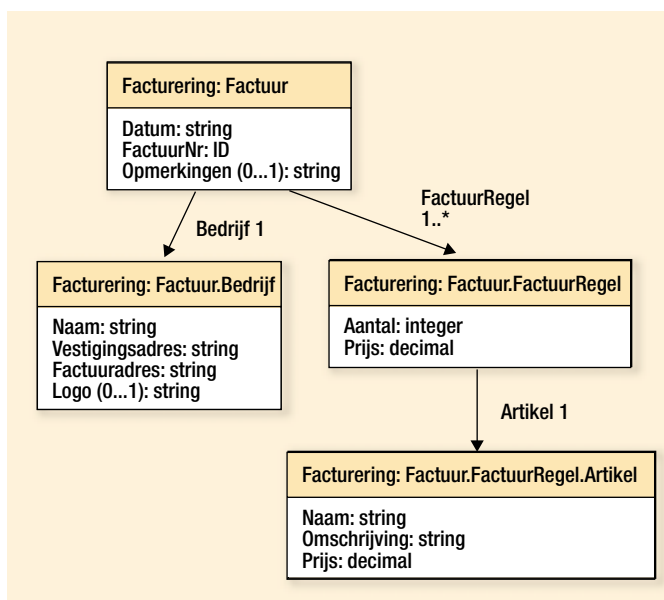 Facturering: Factuur
Datum: string
FactuurNr: ID
Opmerkingen (0...1): string
Bedrijf 1
FactuurRegel
1..*
Facturering: Factuur.Bedrijf
Naam: string
Vestigingsadres: string
Factuuradres: string
Logo (0...1): string
Facturering: Factuur.FactuurRegel
Aantal: integer
Prijs: decimal
Artikel 1
Facturering: Factuur.FactuurRegel.Artikel
Naam: string
Omschrijving: string
Prijs: decimal